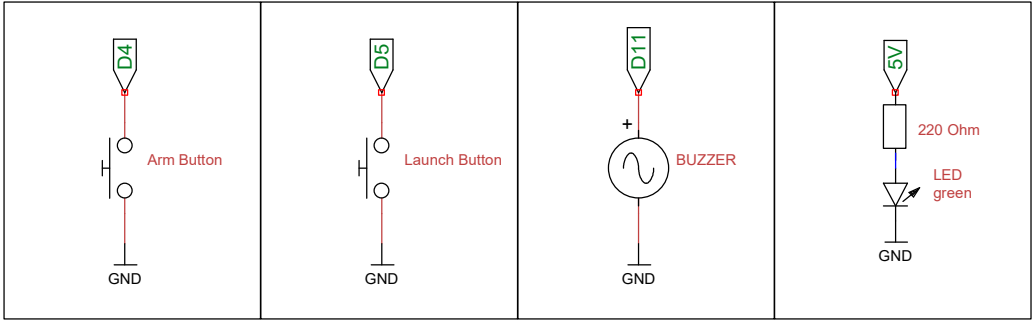 D4
Arm Button
GND
D5
Launch Button
GND
D11
+
BUZZER
GND
5V
220 Ohm
LED
green
GND